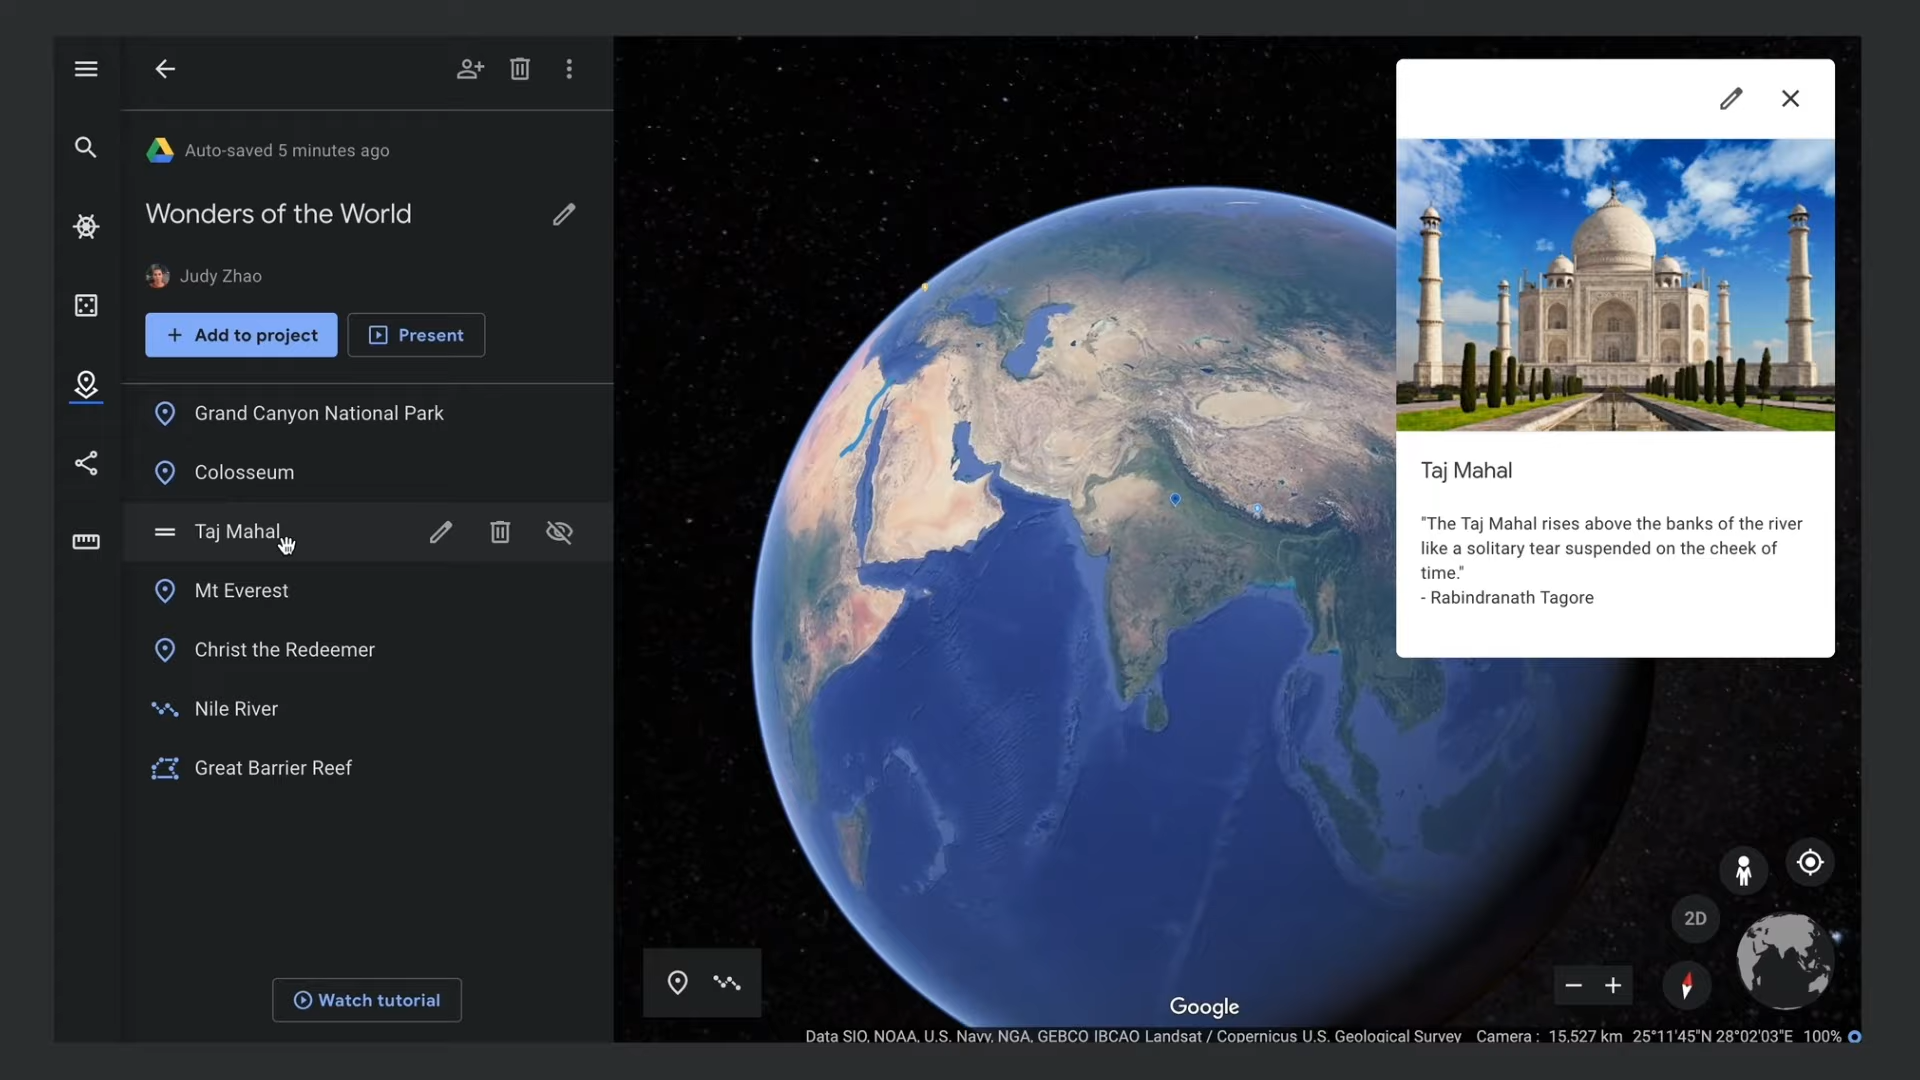 Auto-saved 5 minutes ago
Wonders of the World
Judy Zhao
+ Add to project
Present
Grand Canyon National Park
Colosseum
Taj Mahal
Mt Everest
Christ the Redeemer
Nile River
Great Barrier Reef
Watch tutorial
Taj Mahal
"The Taj Mahal rises above the banks of the river
like a solitary tear suspended on the cheek of
time."
- Rabindranath Tagore
2D
Google
Data SIO, NOAA, U.S. Navy, NGA, GEBCO IBCAO Landsat / Copernicus U.S. Geological Survey Camera : 15,527 km 25°11'45"N 28°02'03"E 100%